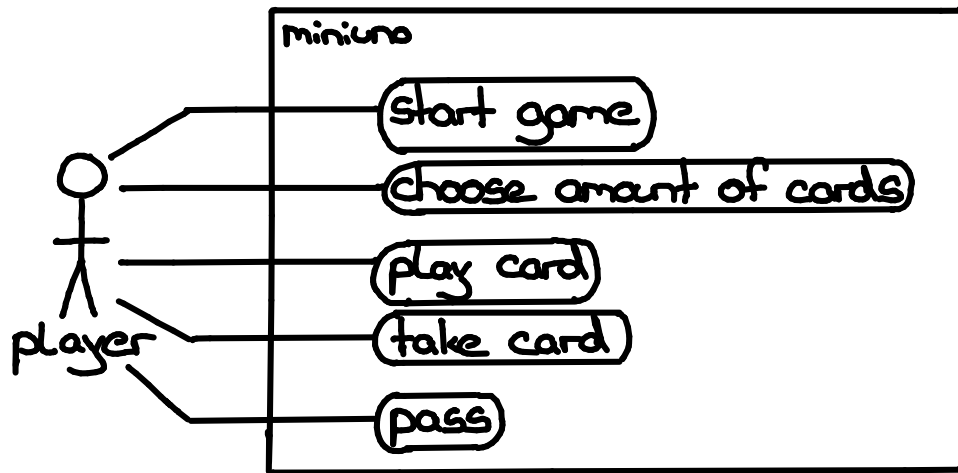 miniuno
start game
choose amount of cards
play card
take card
player
pass